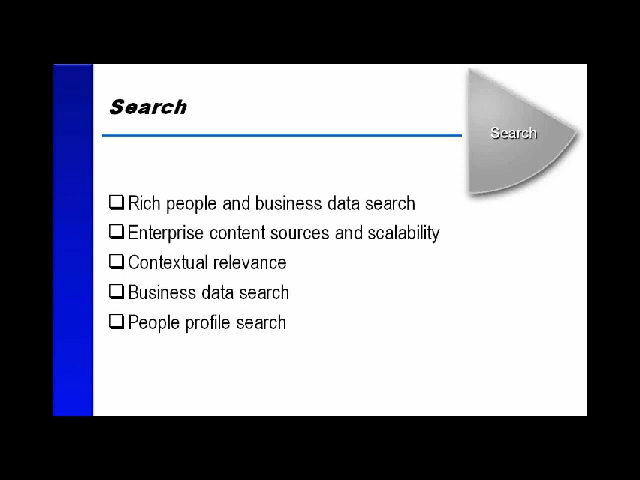 Search
Search
Rich people and business data search
Enterprise content sources and scalability
Contextual relevance
Business data search
People profile search